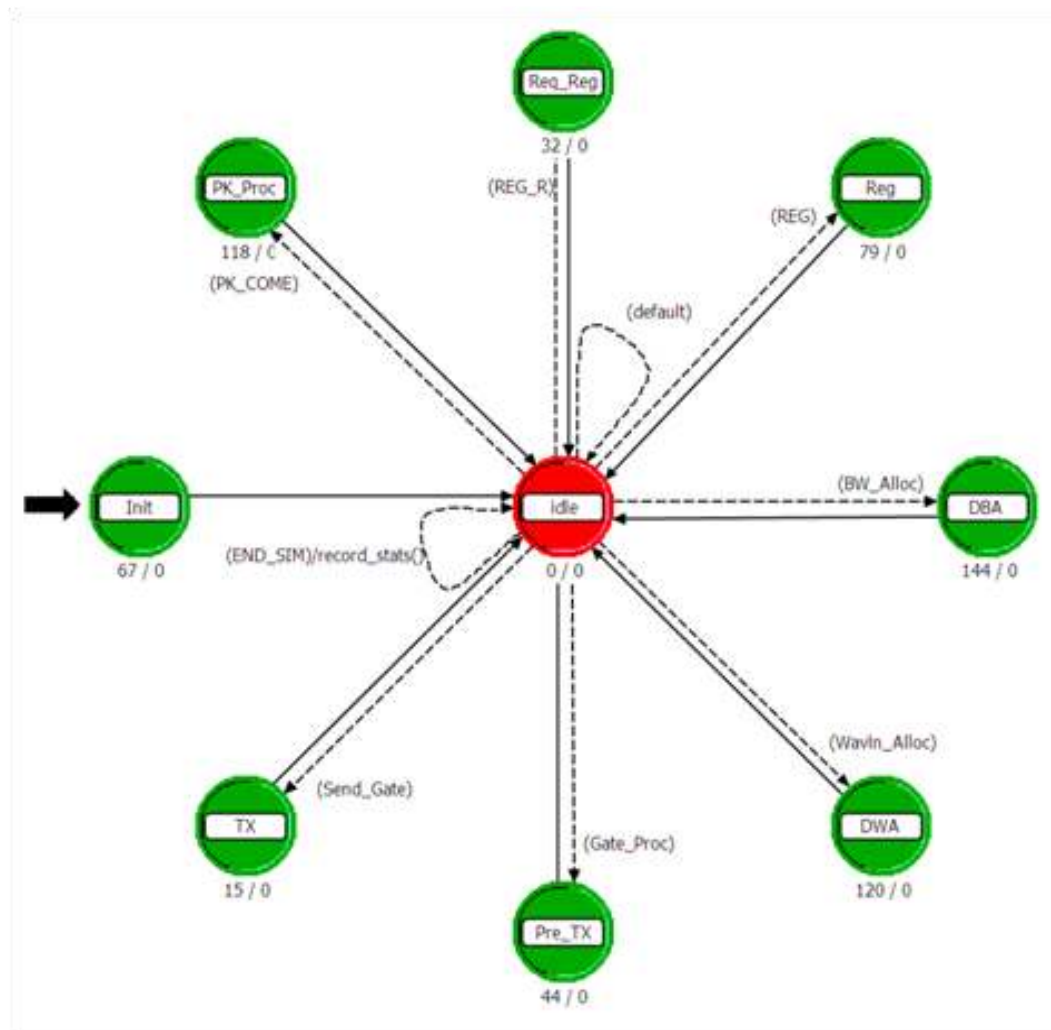 Req_Reg
32 / 0
PK_Proc
118 / 0
Reg
79 / 0
(REG_R)
(REG)
(PK_COME)
(default)
Init
67 / 0
idle
0 / 0
(BW_Alloc)
DBA
144 / 0
(END_SIM)/record_stats()
(Wavln_Alloc)
(Send_Gate)
TX
15 / 0
(Gate_Proc)
DWA
120 / 0
Pre_TX
44 / 0